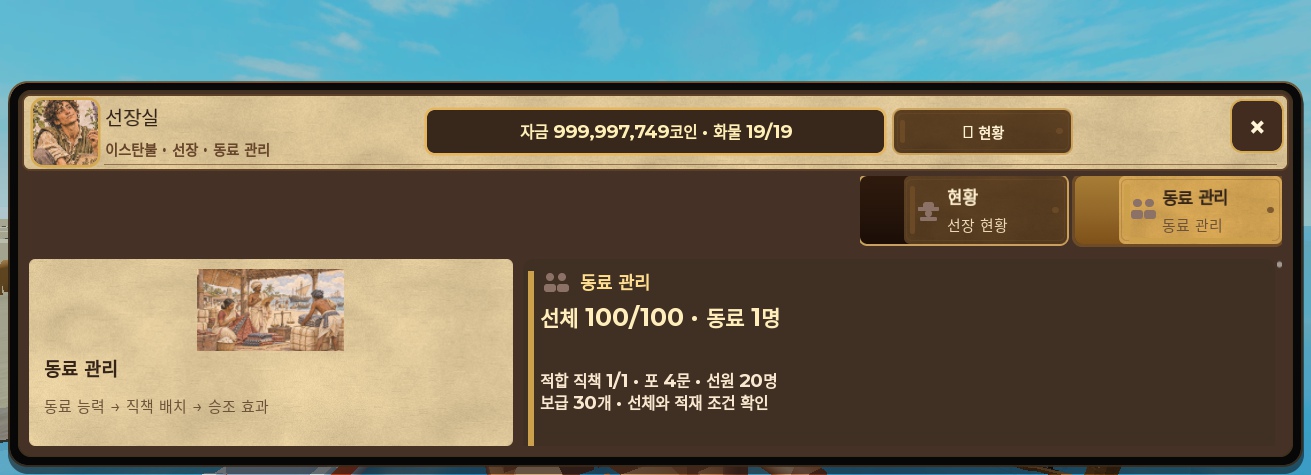 선장실
이스탄불 • 선장 • 동료 관리
자금 999,997,749코인 • 화물 19/19
현황
×
현황
선장 현황
동료 관리
동료 관리
동료 관리
동료 능력 → 직책 배치 → 승조 효과
동료 관리
선체 100/100 • 동료 1명
적합 직책 1/1 • 포 4문 • 선원 20명
보급 30개 • 선체와 적재 조건 확인